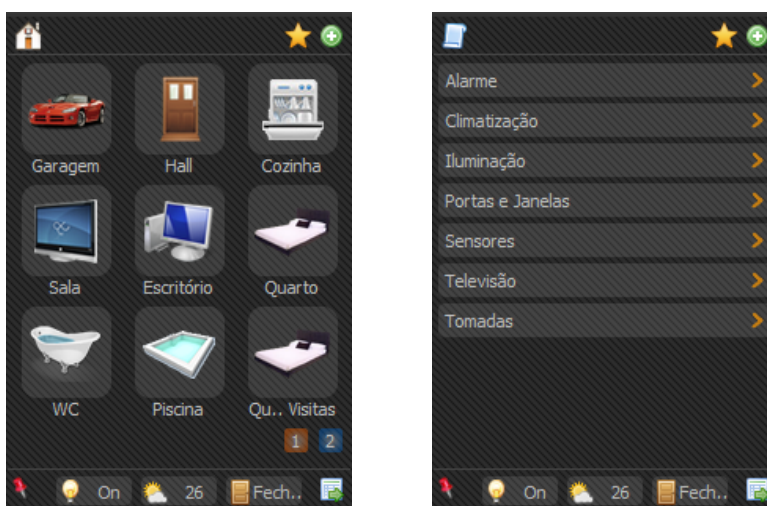 Garagem Hall Cozinha
Sala Escritório Quarto
WC Piscina Qu.. Visitas
1 2
On 26 Fech..
Alarme
Climatização
Iluminação
Portas e Janelas
Sensores
Televisão
Tomadas
On 26 Fech..